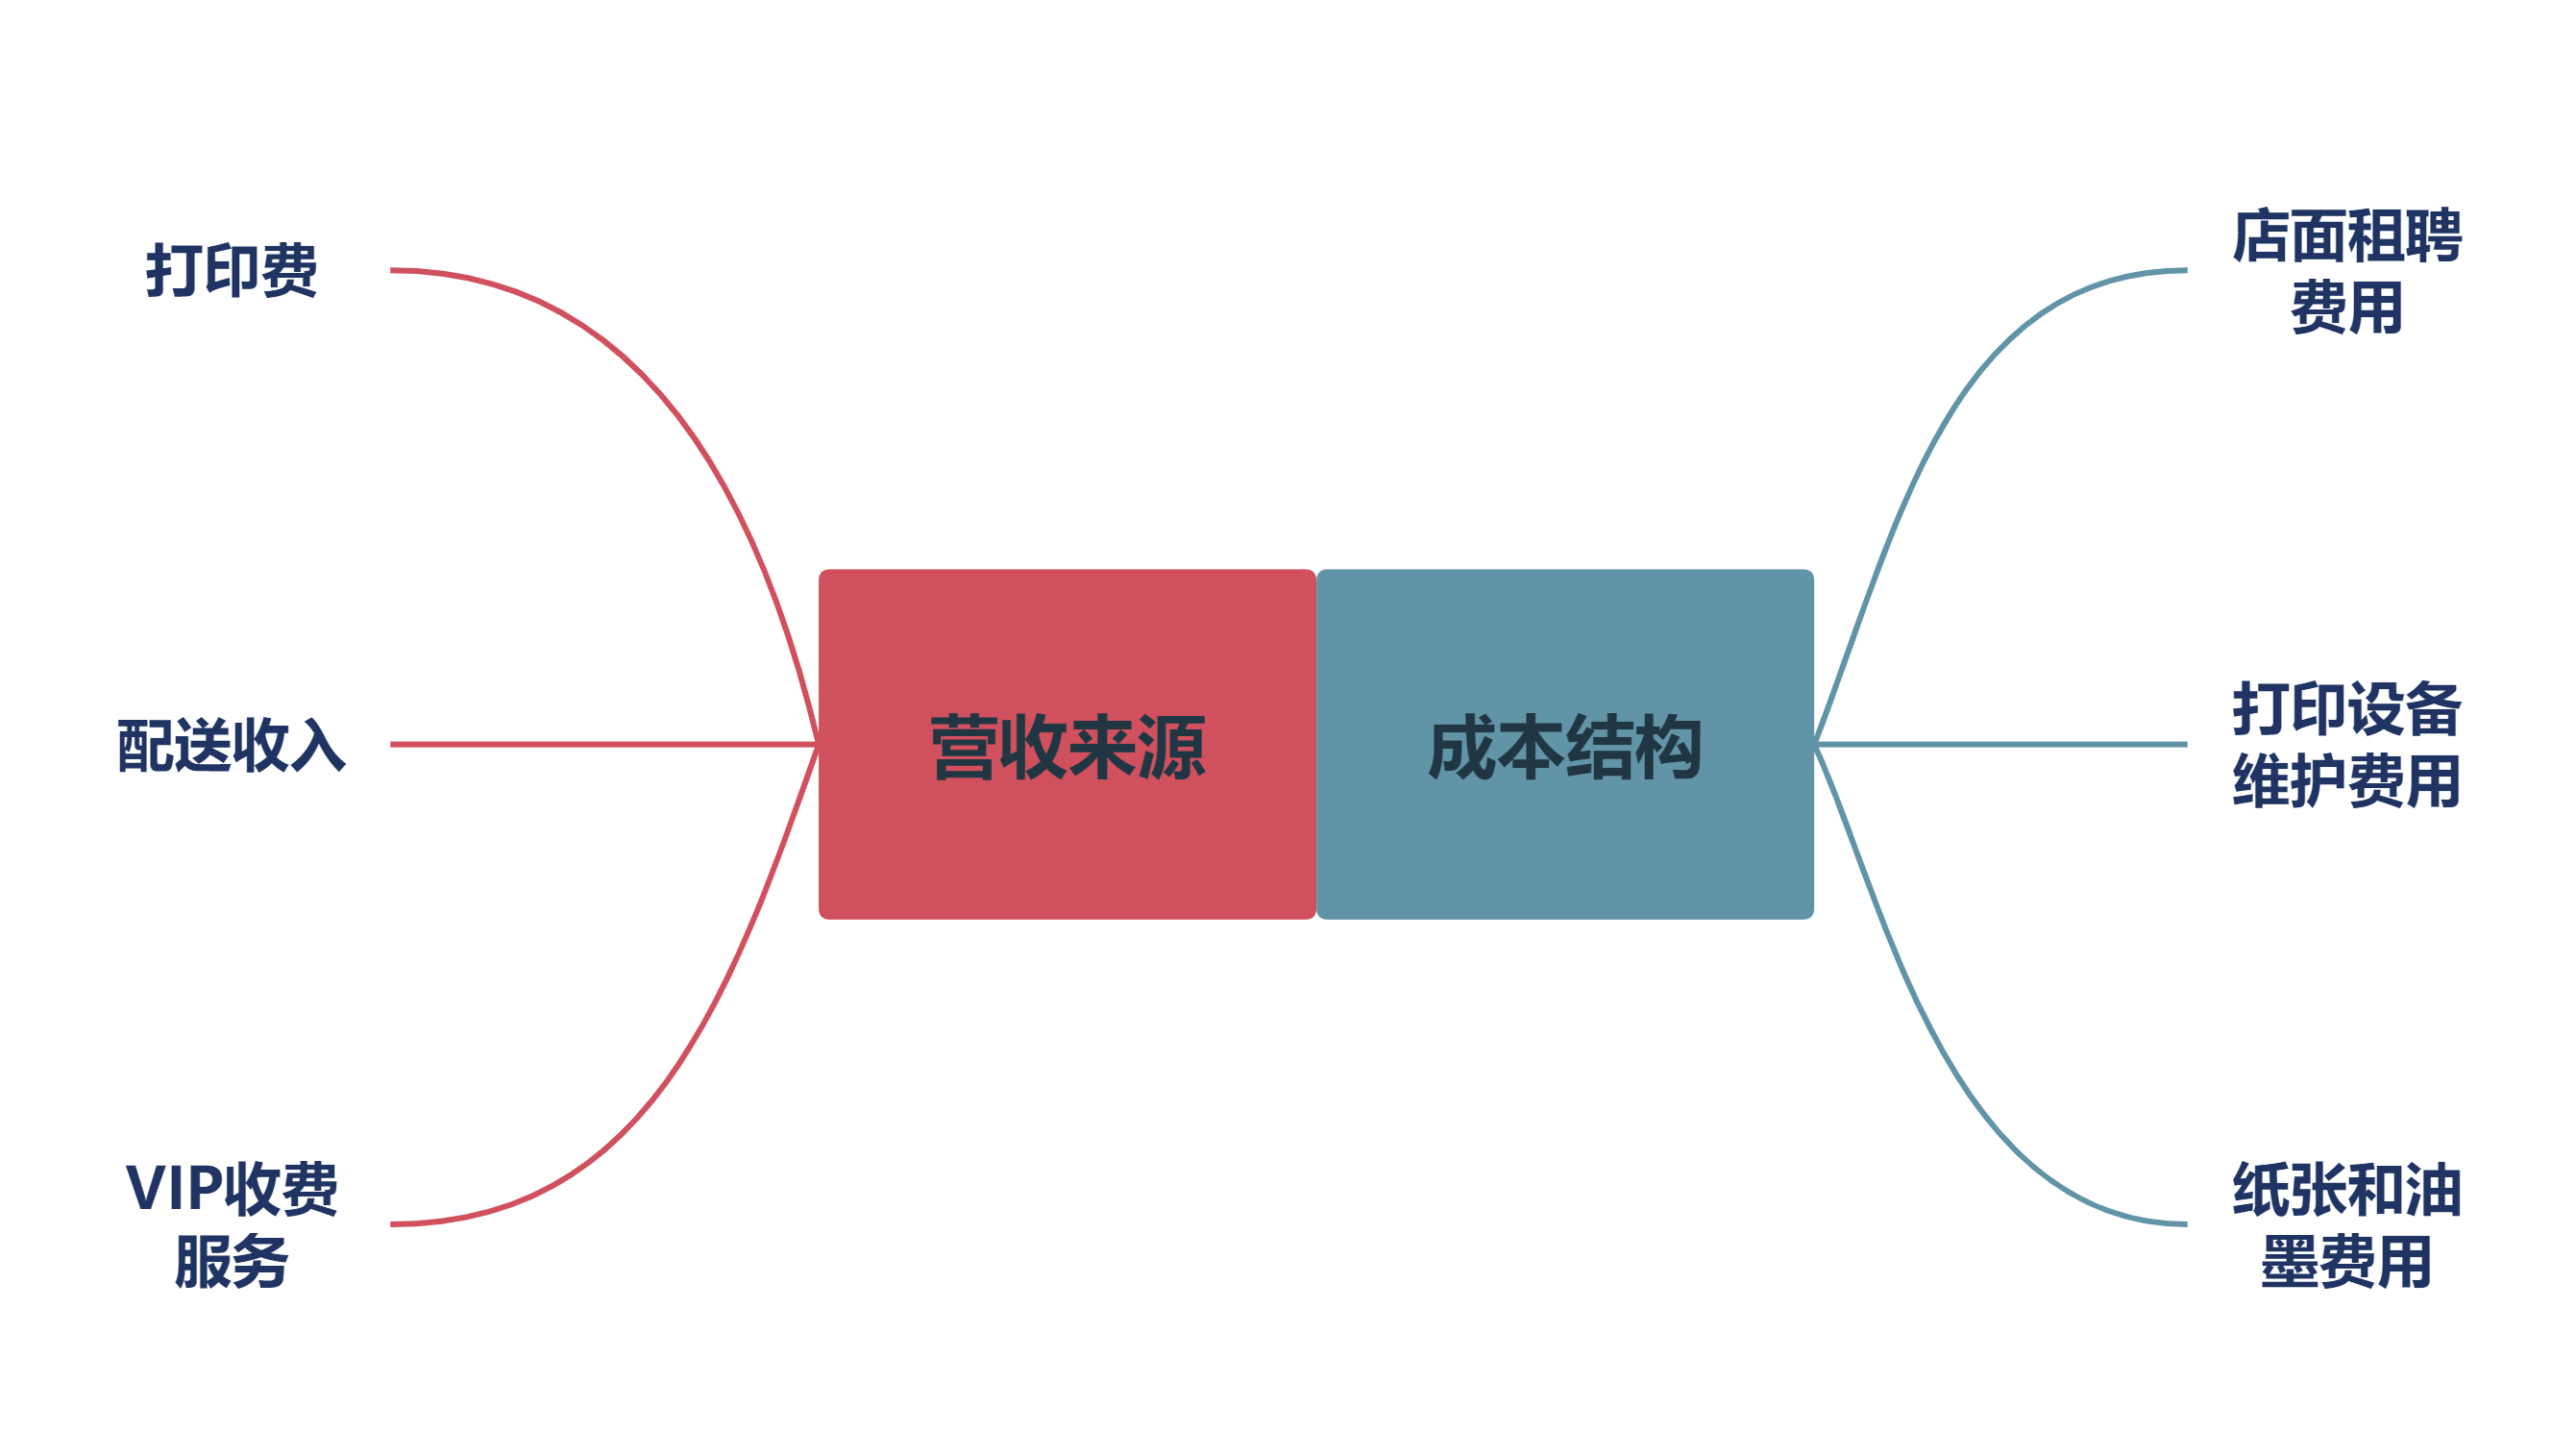 打印费
配送收入
VIP收费
服务
营收来源
成本结构
店面租聘
费用
打印设备
维护费用
纸张和油
墨费用